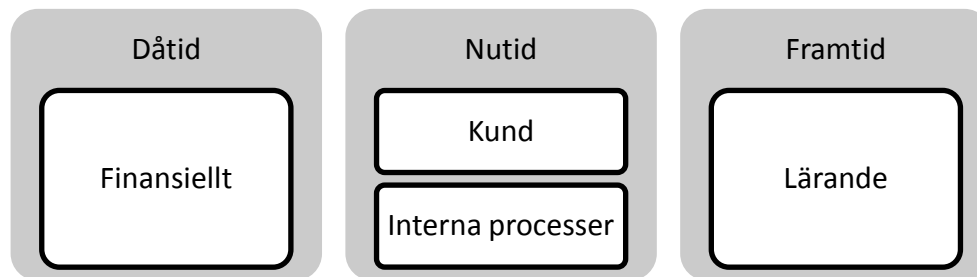 Dåtid
Finansiellt
Nutid
Kund
Interna processer
Framtid
Lärande